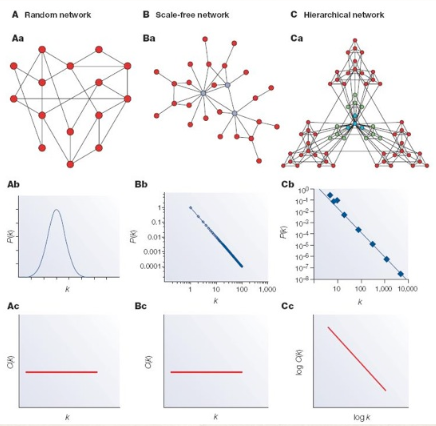 A Random network
B Scale-free network
C Hierarchical network
Aa
Ba
Ca
Ab
P(k)
k
Bb
P(k)
0.1
0.01
0.001
0.0001
1
10
100
1,000
k
Cb
P(k)
10⁰
10⁻¹
10⁻²
10⁻³
10⁻⁴
10⁻⁵
10⁻⁶
10⁻⁷
10⁻⁸
10
100
1,000
10,000
k
Ac
C(k)
k
Bc
C(k)
k
Cc
log C(k)
log k